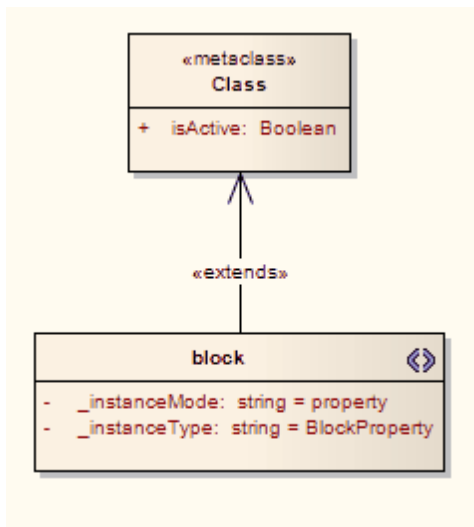 «metaclass»
Class
+ isActive: Boolean
«extends»
block
- _instanceMode: string = property
- _instanceType: string = BlockProperty